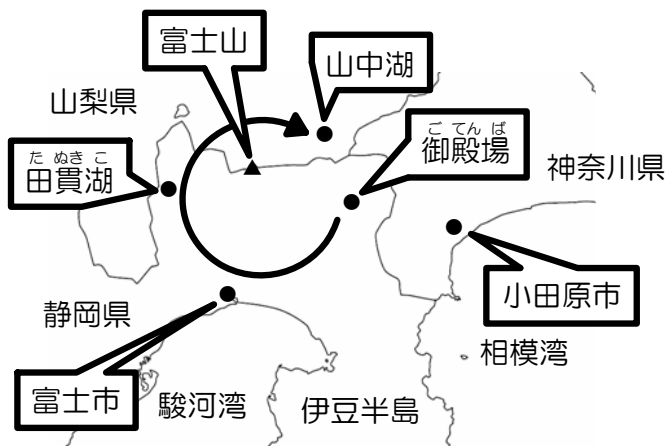 富士山
山中湖
山梨県
ごてんば
御殿場
たぬきこ
田貫湖
神奈川県
静岡県
小田原市
相模湾
富士市
駿河湾
伊豆半島